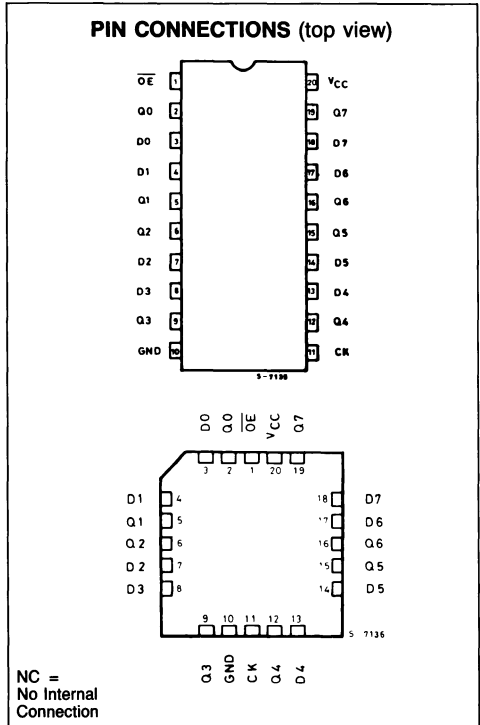 PIN CONNECTIONS (top view)
OE 1 20 VCC
Q0 2 19 Q7
D0 3 18 D7
D1 4 17 D6
Q1 5 16 Q6
Q2 6 15 Q5
D2 7 14 D5
D3 8 13 D4
Q3 9 12 Q4
GND 10 11 CK
S-7136
D0 Q0 OE VCC Q7
3 2 1 20 19
D1 4 18 D7
Q1 5 17 D6
Q2 6 16 Q6
D2 7 15 Q5
D3 8 14 D5
9 10 11 12 13
S 7136
Q3 GND CK Q4 D4
NC =
No Internal
Connection